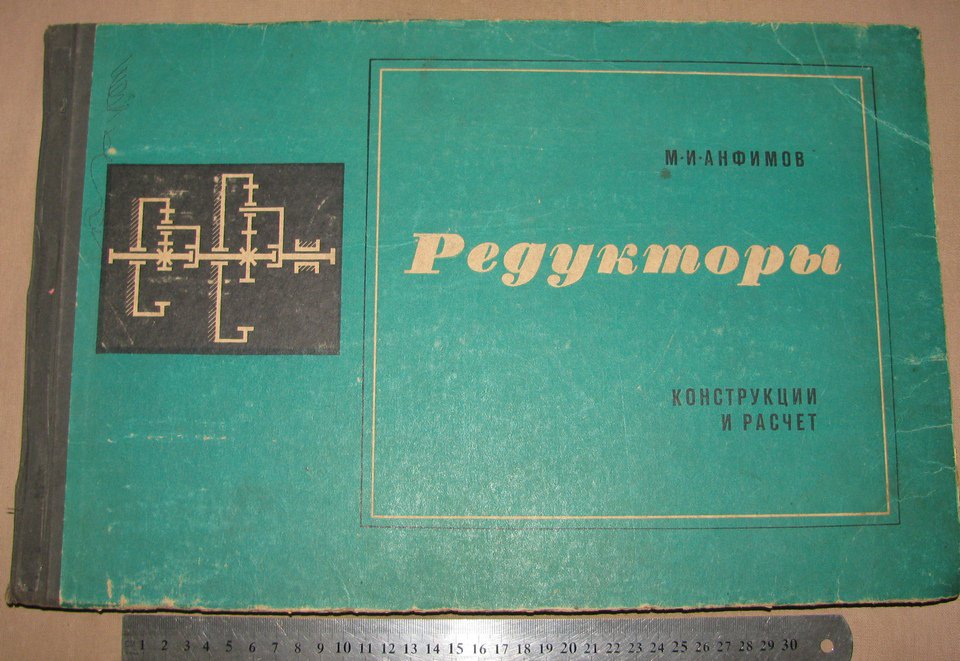 М·И·АНФИМОВ
Редукторы
КОНСТРУКЦИИ
И РАСЧЕТ
1 2 3 4 5 6 7 8 9 10 11 12 13 14 15 16 17 18 19 20 21 22 23 24 25 26 27 28 29 30